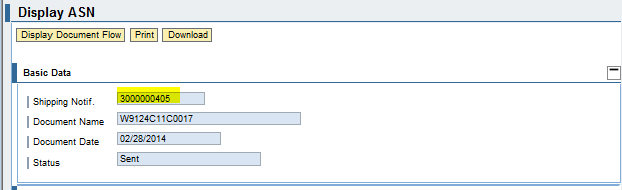 Display ASN
Display Document Flow Print Download
Basic Data
Shipping Notif. 3000000405
Document Name W9124C11C0017
Document Date 02/28/2014
Status Sent